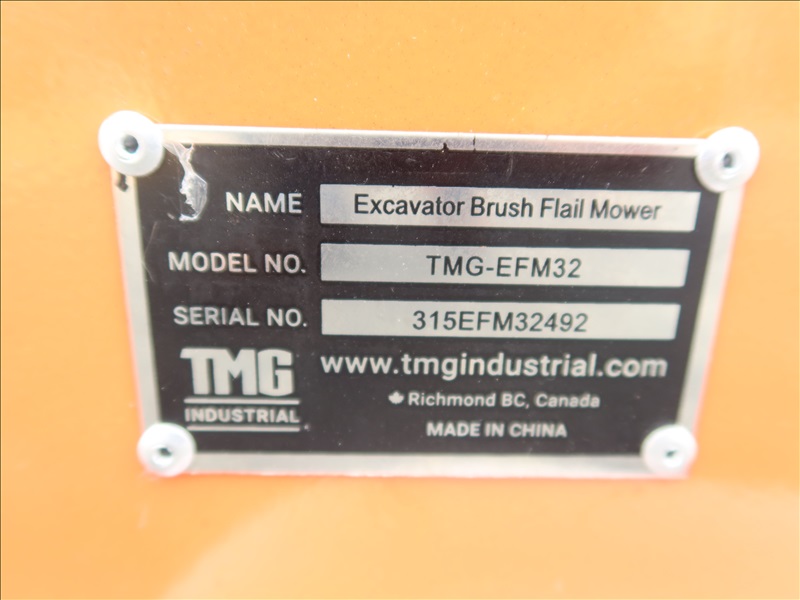 NAME Excavator Brush Flail Mower
MODEL NO. TMG-EFM32
SERIAL NO. 315EFM32492
TMG
INDUSTRIAL
www.tmgindustrial.com
Richmond BC, Canada
MADE IN CHINA